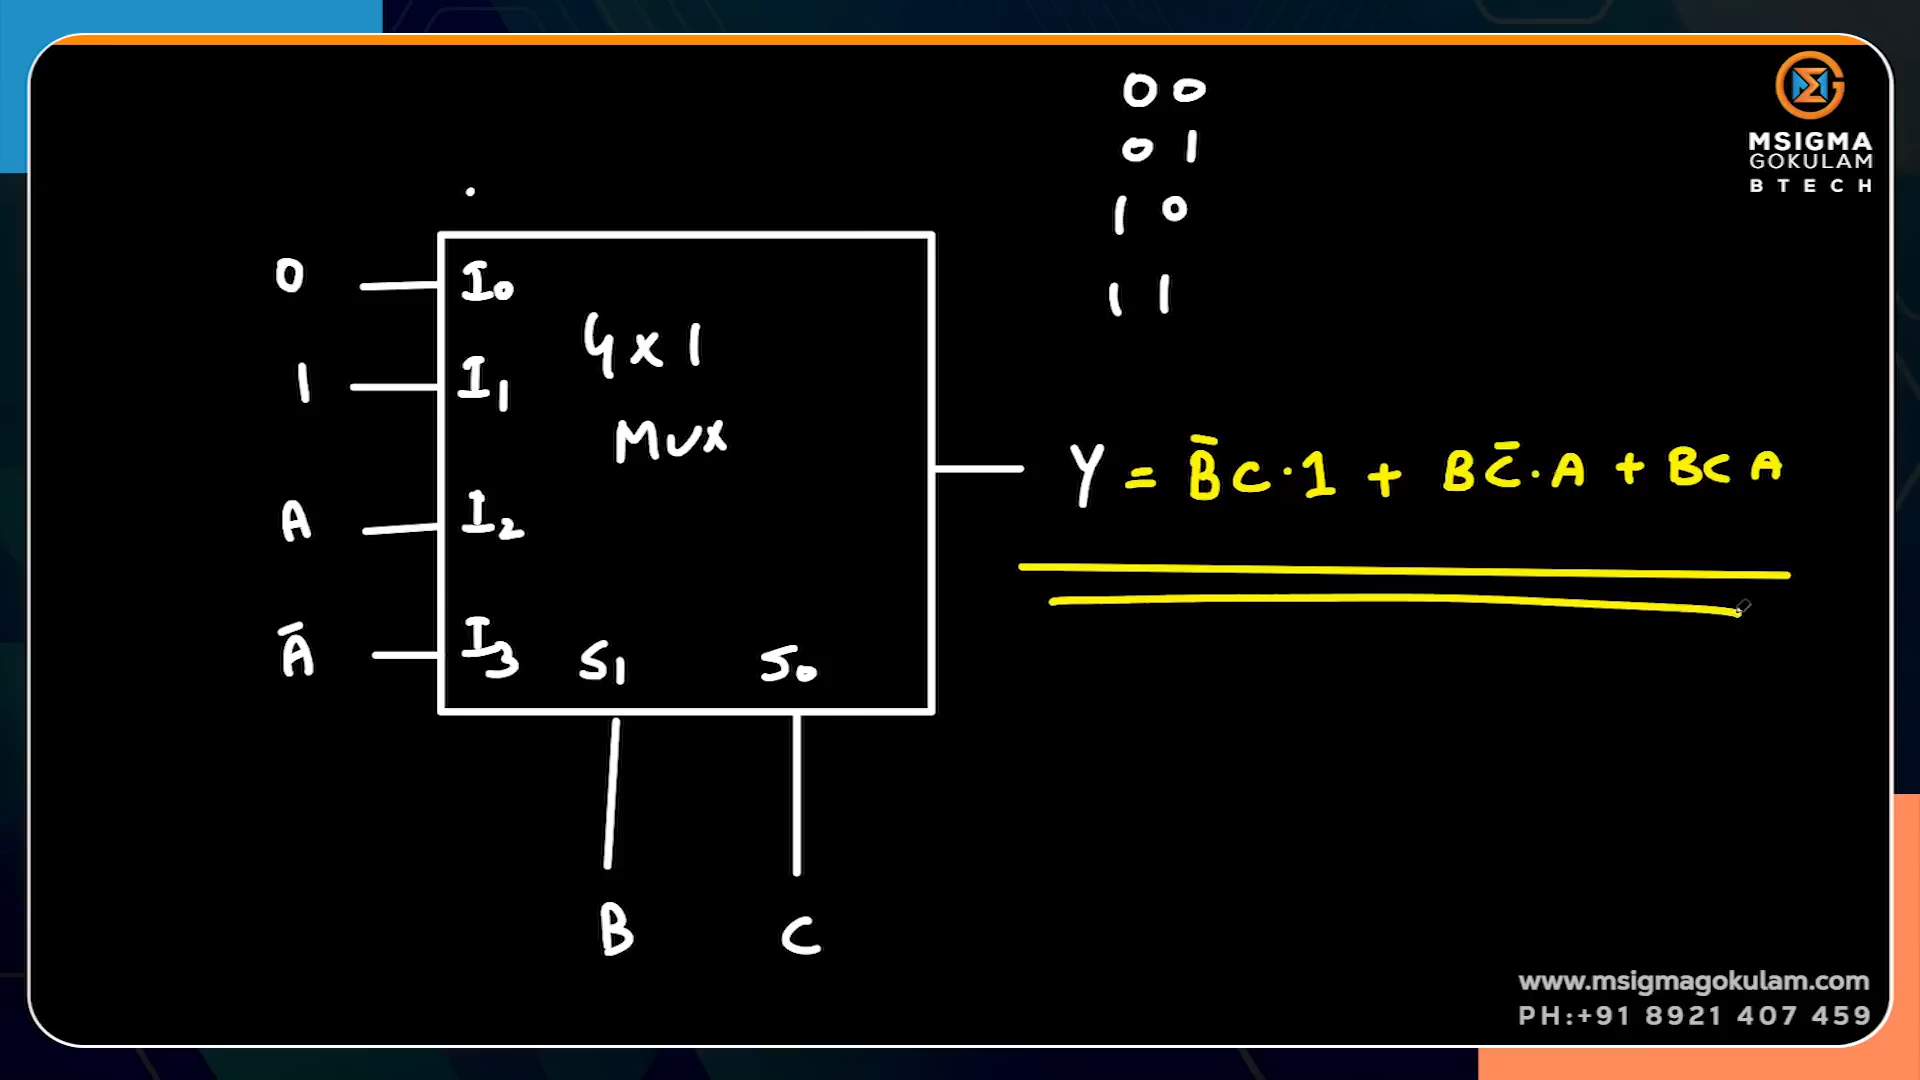 0 0
0 1
1 0
1 1
MSIGMA
GOKULAM
BTECH
0 I₀
4x1
1 I₁
MUX
Y = B̄C·1 + BC̄·A + BCA
A I₂
Ā I₃ S₁ S₀
B C
www.msigmagokulam.com
PH:+91 8921 407 459